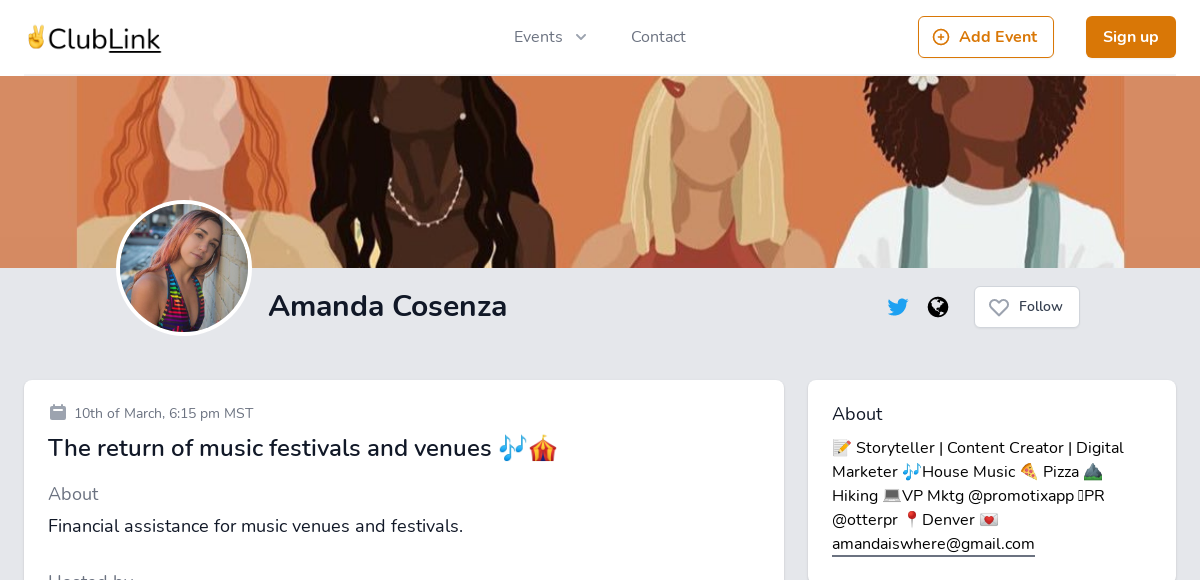 ✌️ClubLink
Events
Contact
Add Event
Sign up
Amanda Cosenza
Follow
10th of March, 6:15 pm MST
The return of music festivals and venues 🎶🎪
About
Financial assistance for music venues and festivals.
About
📝 Storyteller | Content Creator | Digital
Marketer 🎶House Music 🍕 Pizza ⛰️
Hiking 💻VP Mktg @promotixapp PR
@otterpr 📍Denver 💌
amandaiswhere@gmail.com
Hosted by